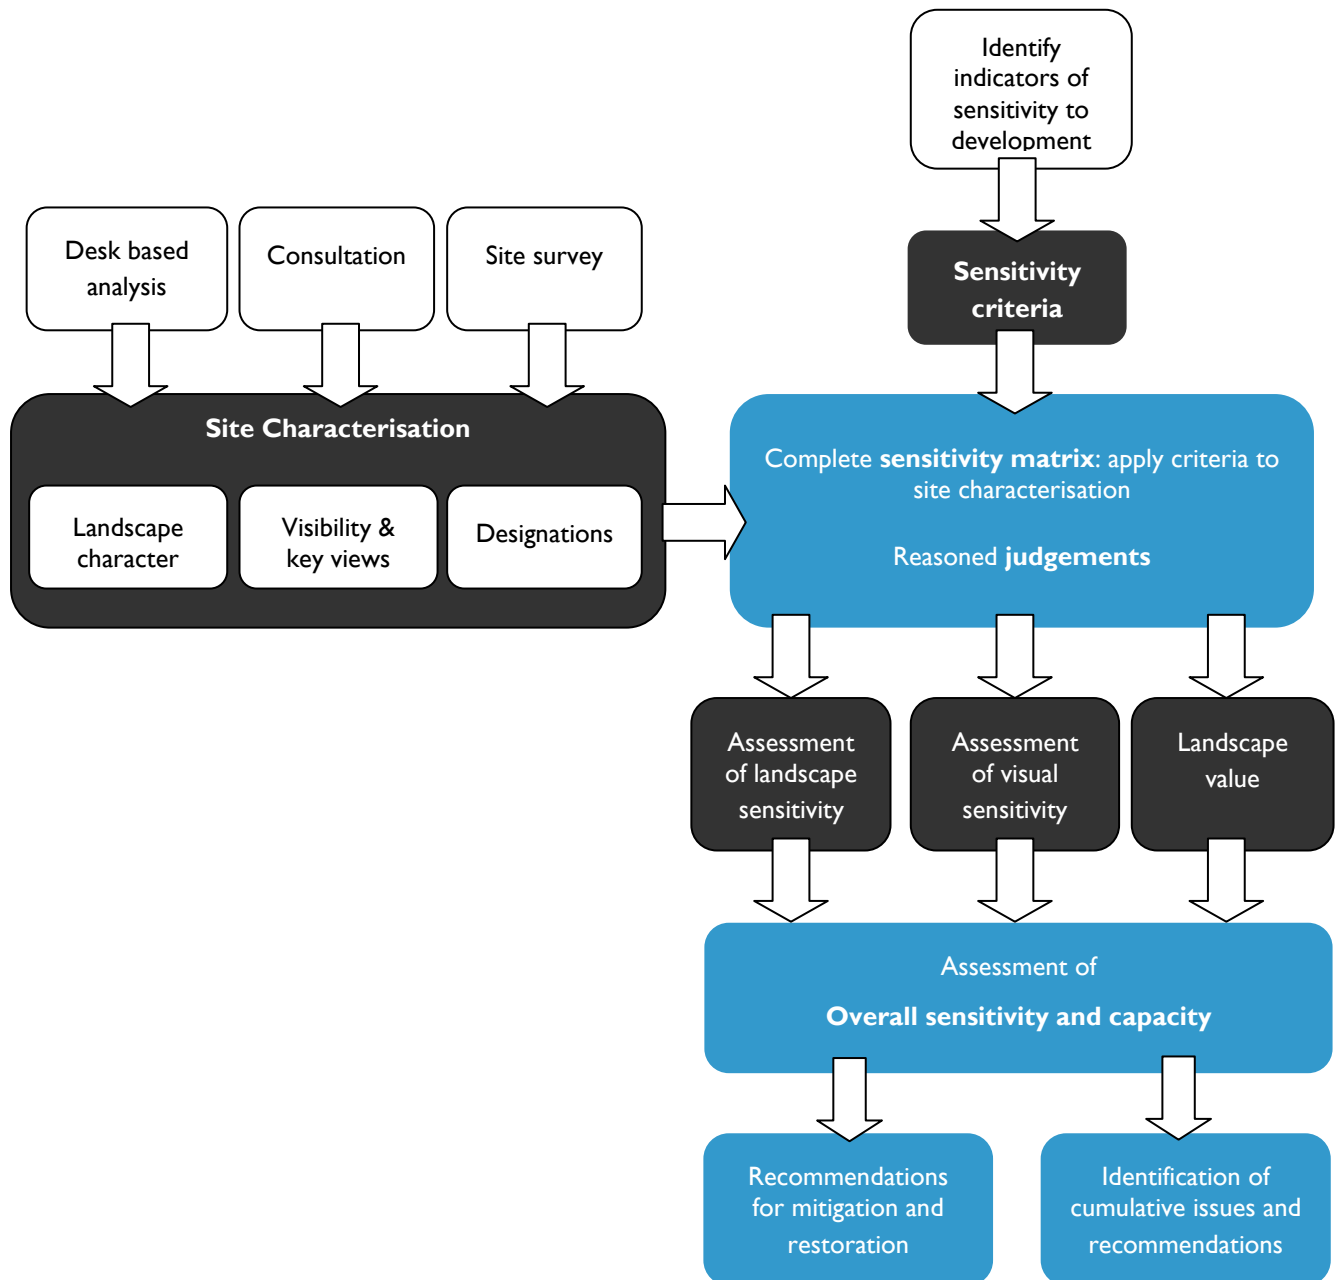 Identify
indicators of
sensitivity to
development
Desk based
analysis
Consultation
Site survey
Sensitivity
criteria
Site Characterisation
Landscape
character
Visibility &
key views
Designations
Complete sensitivity matrix: apply criteria to
site characterisation
Reasoned judgements
Assessment
of landscape
sensitivity
Assessment
of visual
sensitivity
Landscape
value
Assessment of
Overall sensitivity and capacity
Recommendations
for mitigation and
restoration
Identification of
cumulative issues and
recommendations